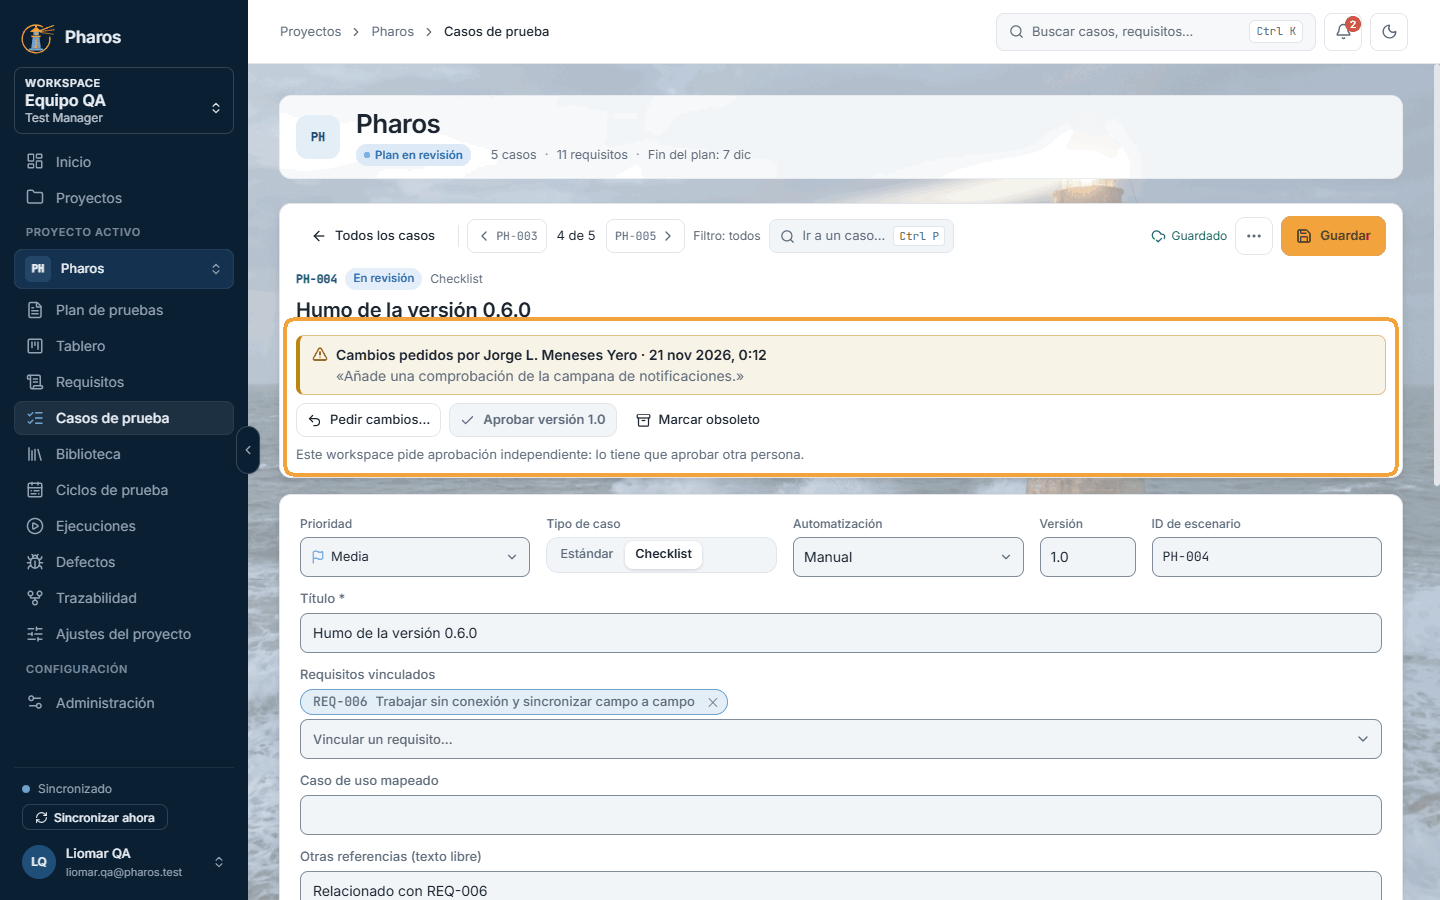 Pharos
WORKSPACE
Equipo QA
Test Manager
Inicio
Proyectos
PROYECTO ACTIVO
PH Pharos
Plan de pruebas
Tablero
Requisitos
Casos de prueba
Biblioteca
Ciclos de prueba
Ejecuciones
Defectos
Trazabilidad
Ajustes del proyecto
CONFIGURACIÓN
Administración
Sincronizado
Sincronizar ahora
LQ
Liomar QA
liomar.qa@pharos.test
Proyectos > Pharos > Casos de prueba
Buscar casos, requisitos... Ctrl K
2
PH
Pharos
Plan en revisión 5 casos · 11 requisitos · Fin del plan: 7 dic
Todos los casos PH-003 4 de 5 PH-005 Filtro: todos Ir a un caso... Ctrl P Guardado ··· Guardar
PH-004 En revisión Checklist
Humo de la versión 0.6.0
Cambios pedidos por Jorge L. Meneses Yero · 21 nov 2026, 0:12
«Añade una comprobación de la campana de notificaciones.»
Pedir cambios... Aprobar versión 1.0 Marcar obsoleto
Este workspace pide aprobación independiente: lo tiene que aprobar otra persona.
Prioridad Tipo de caso Automatización Versión ID de escenario
Media Estándar Checklist Manual 1.0 PH-004
Título *
Humo de la versión 0.6.0
Requisitos vinculados
REQ-006 Trabajar sin conexión y sincronizar campo a campo
Vincular un requisito...
Caso de uso mapeado
Otras referencias (texto libre)
Relacionado con REQ-006